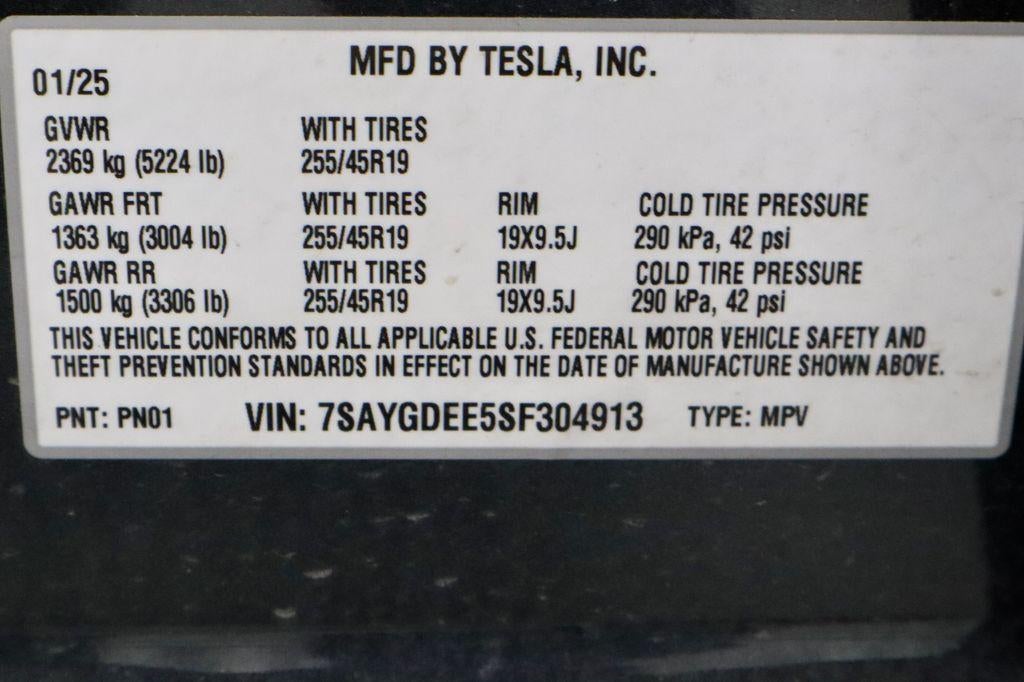 MFD BY TESLA, INC.
01/25
GVWR WITH TIRES
2369 kg (5224 lb) 255/45R19
GAWR FRT WITH TIRES RIM COLD TIRE PRESSURE
1363 kg (3004 lb) 255/45R19 19X9.5J 290 kPa, 42 psi
GAWR RR WITH TIRES RIM COLD TIRE PRESSURE
1500 kg (3306 lb) 255/45R19 19X9.5J 290 kPa, 42 psi
THIS VEHICLE CONFORMS TO ALL APPLICABLE U.S. FEDERAL MOTOR VEHICLE SAFETY AND
THEFT PREVENTION STANDARDS IN EFFECT ON THE DATE OF MANUFACTURE SHOWN ABOVE.
PNT: PN01 VIN: 7SAYGDEE5SF304913 TYPE: MPV